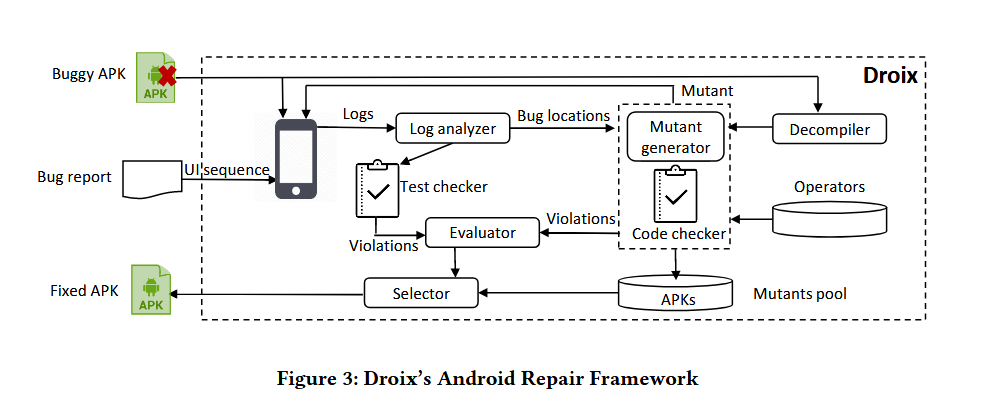 Buggy APK
APK
Droix
Mutant
Logs
Log analyzer
Bug locations
Mutant
generator
Decompiler
Bug report
UI sequence
Test checker
Operators
Code checker
Violations
Evaluator
Violations
Fixed APK
APK
Selector
APKs
Mutants pool
Figure 3: Droix's Android Repair Framework